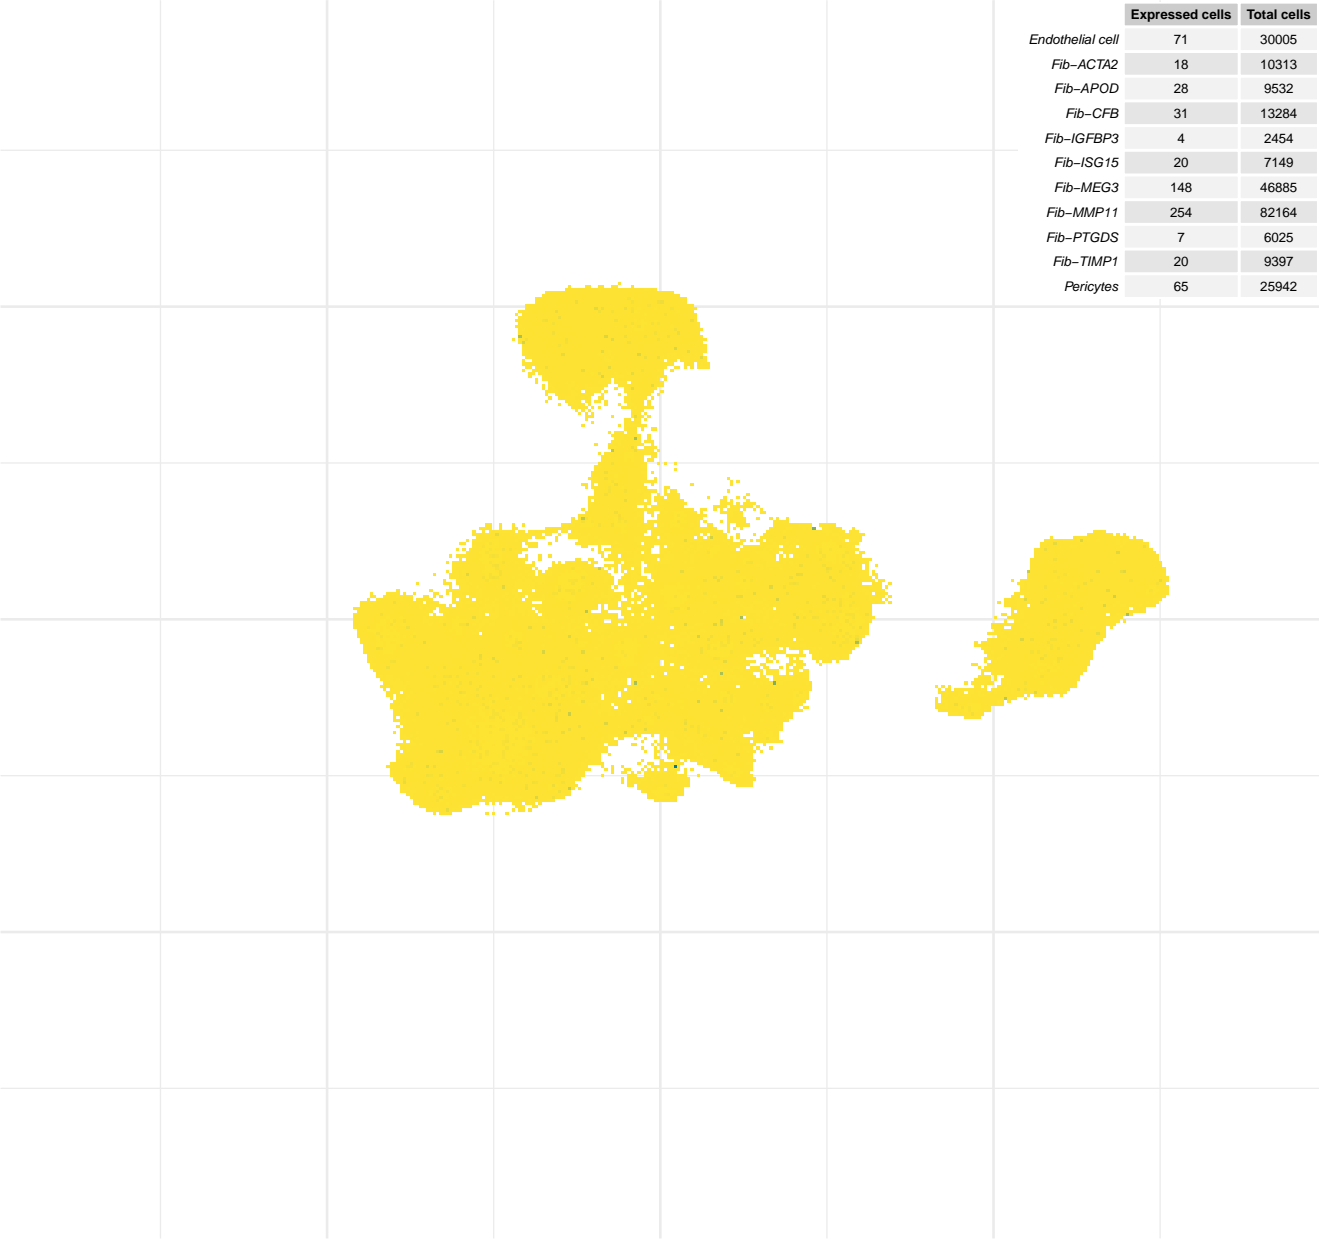 Expressed cells Total cells
Endothelial cell 71 30005
Fib−ACTA2 18 10313
Fib−APOD 28 9532
Fib−CFB 31 13284
Fib−IGFBP3 4 2454
Fib−ISG15 20 7149
Fib−MEG3 148 46885
Fib−MMP11 254 82164
Fib−PTGDS 7 6025
Fib−TIMP1 20 9397
Pericytes 65 25942